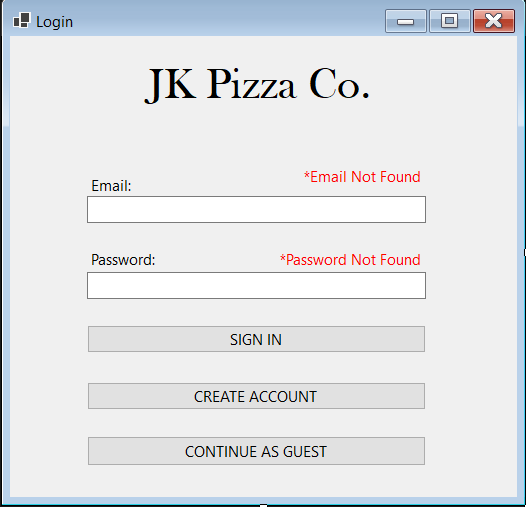 Login
JK Pizza Co.
*Email Not Found
Email:
Password:
*Password Not Found
SIGN IN
CREATE ACCOUNT
CONTINUE AS GUEST